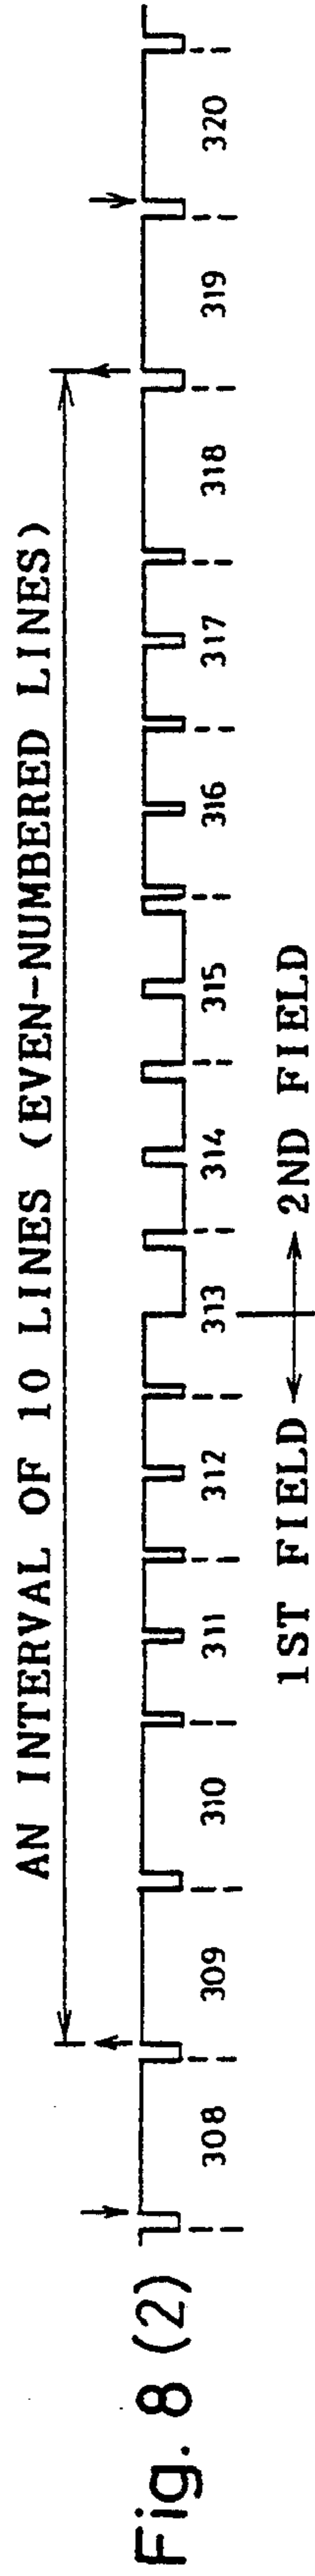 AN INTERVAL OF 10 LINES (EVEN-NUMBERED LINES)
308 309 310 311 312 313 314 315 316 317 318 319 320
1ST FIELD 2ND FIELD
Fig. 8 (2)